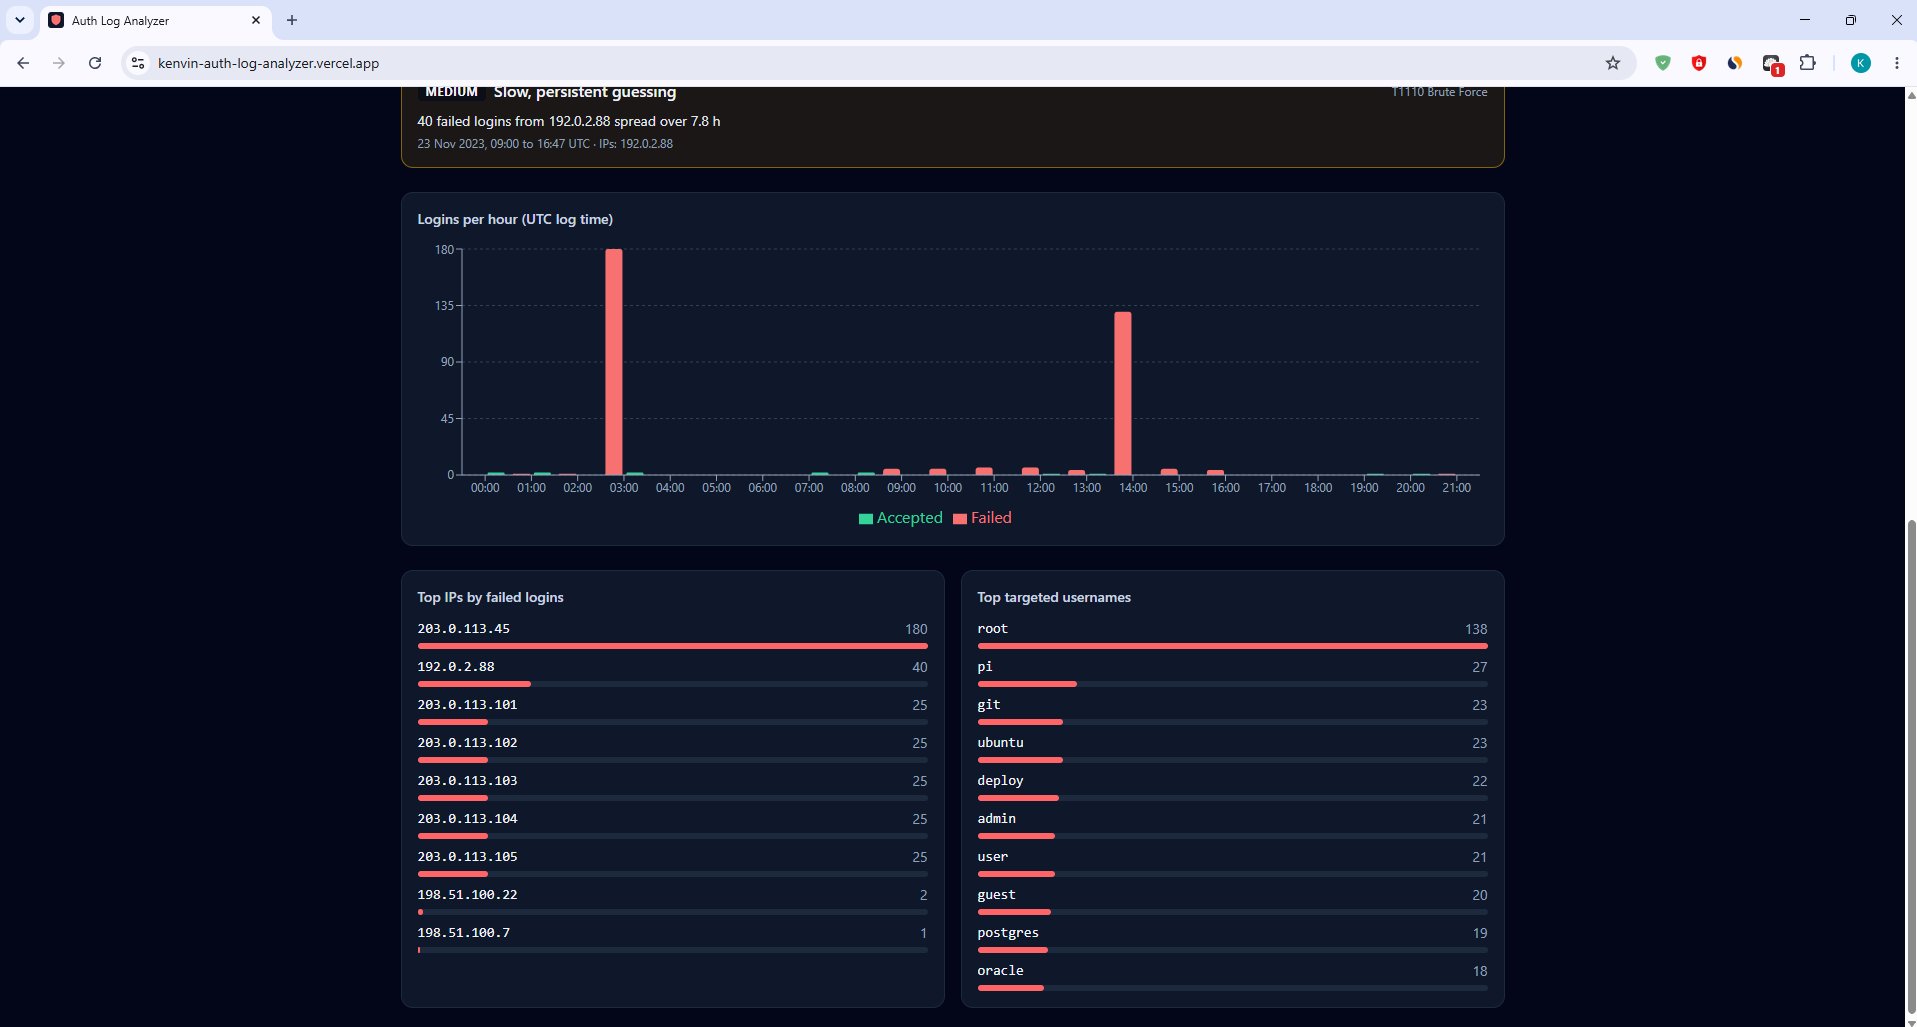 Auth Log Analyzer
kenvin-auth-log-analyzer.vercel.app
1
K
MEDIUM Slow, persistent guessing T1110 Brute Force
40 failed logins from 192.0.2.88 spread over 7.8 h
23 Nov 2023, 09:00 to 16:47 UTC · IPs: 192.0.2.88
Logins per hour (UTC log time)
180
135
90
45
0
00:00 01:00 02:00 03:00 04:00 05:00 06:00 07:00 08:00 09:00 10:00 11:00 12:00 13:00 14:00 15:00 16:00 17:00 18:00 19:00 20:00 21:00
Accepted Failed
Top IPs by failed logins
203.0.113.45 180
192.0.2.88 40
203.0.113.101 25
203.0.113.102 25
203.0.113.103 25
203.0.113.104 25
203.0.113.105 25
198.51.100.22 2
198.51.100.7 1
Top targeted usernames
root 138
pi 27
git 23
ubuntu 23
deploy 22
admin 21
user 21
guest 20
postgres 19
oracle 18